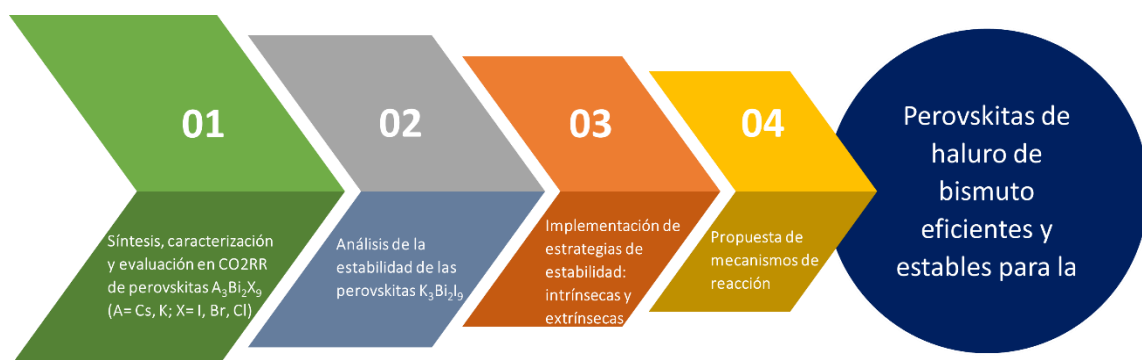 01
Síntesis, caracterización
y evaluación en CO2RR
de perovskitas A₃Bi₂X₉
(A= Cs, K; X= I, Br, Cl)
02
Análisis de la
estabilidad de las
perovskitas K₃Bi₂I₉
03
Implementación de
estrategias de
estabilidad:
intrínsecas y
extrínsecas
04
Propuesta de
mecanismos de
reacción
Perovskitas de
haluro de
bismuto
eficientes y
estables para la